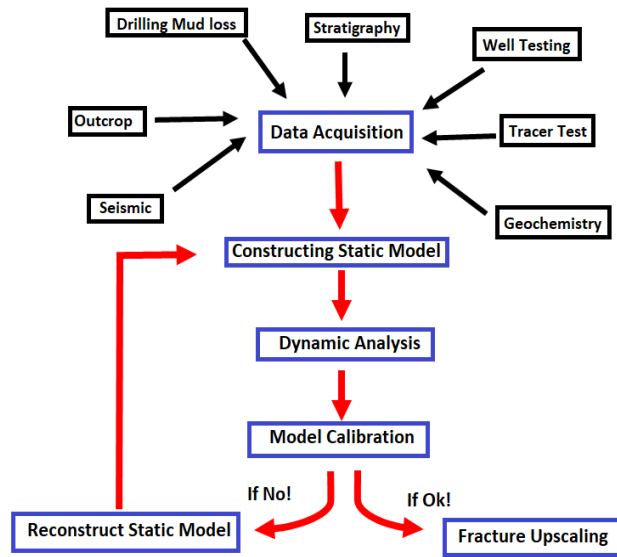 Drilling Mud loss
Stratigraphy
Well Testing
Outcrop
Data Acquisition
Tracer Test
Seismic
Geochemistry
Constructing Static Model
Dynamic Analysis
Model Calibration
If No!
If Ok!
Reconstruct Static Model
Fracture Upscaling